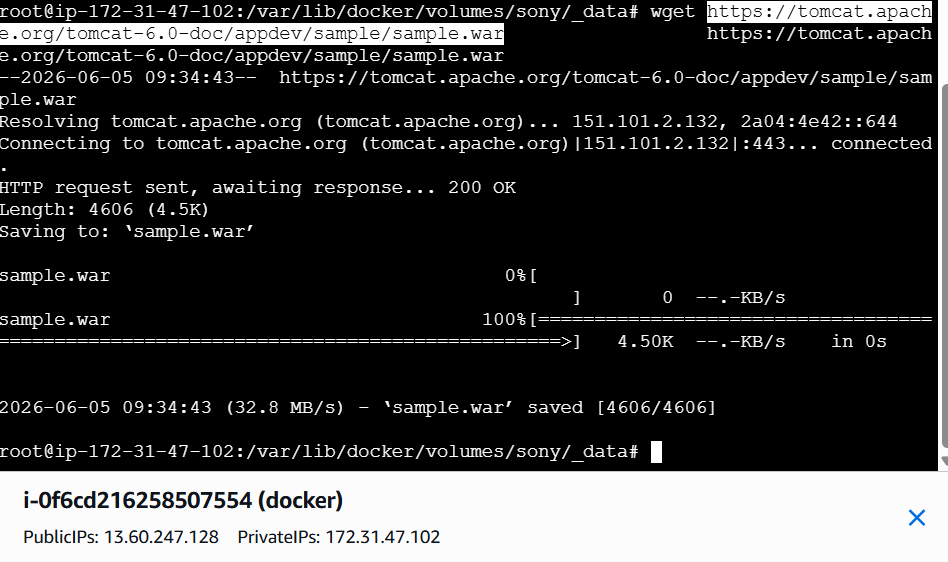 root@ip-172-31-47-102:/var/lib/docker/volumes/sony/_data# wget https://tomcat.apach
e.org/tomcat-6.0-doc/appdev/sample/sample.war                  https://tomcat.apach
e.org/tomcat-6.0-doc/appdev/sample/sample.war
--2026-06-05 09:34:43--  https://tomcat.apache.org/tomcat-6.0-doc/appdev/sample/sam
ple.war
Resolving tomcat.apache.org (tomcat.apache.org)... 151.101.2.132, 2a04:4e42::644
Connecting to tomcat.apache.org (tomcat.apache.org)|151.101.2.132|:443... connected
.
HTTP request sent, awaiting response... 200 OK
Length: 4606 (4.5K)
Saving to: ‘sample.war’
sample.war                                   0%[
]       0  --.-KB/s
sample.war                                 100%[===================================
==================================================>]   4.50K  --.-KB/s    in 0s
2026-06-05 09:34:43 (32.8 MB/s) - ‘sample.war’ saved [4606/4606]
root@ip-172-31-47-102:/var/lib/docker/volumes/sony/_data#
i-0f6cd216258507554 (docker)
PublicIPs: 13.60.247.128    PrivateIPs: 172.31.47.102